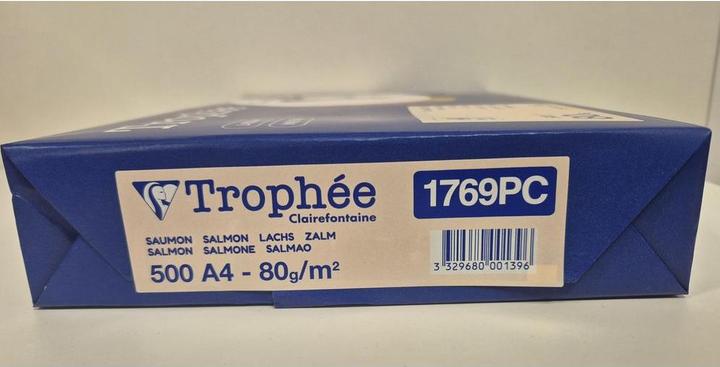 Trophée
Clairefontaine
1769PC
SAUMON SALMON LACHS ZALM
SALMON SALMONE SALMAO
500 A4 - 80g/m²
3 329680 001396